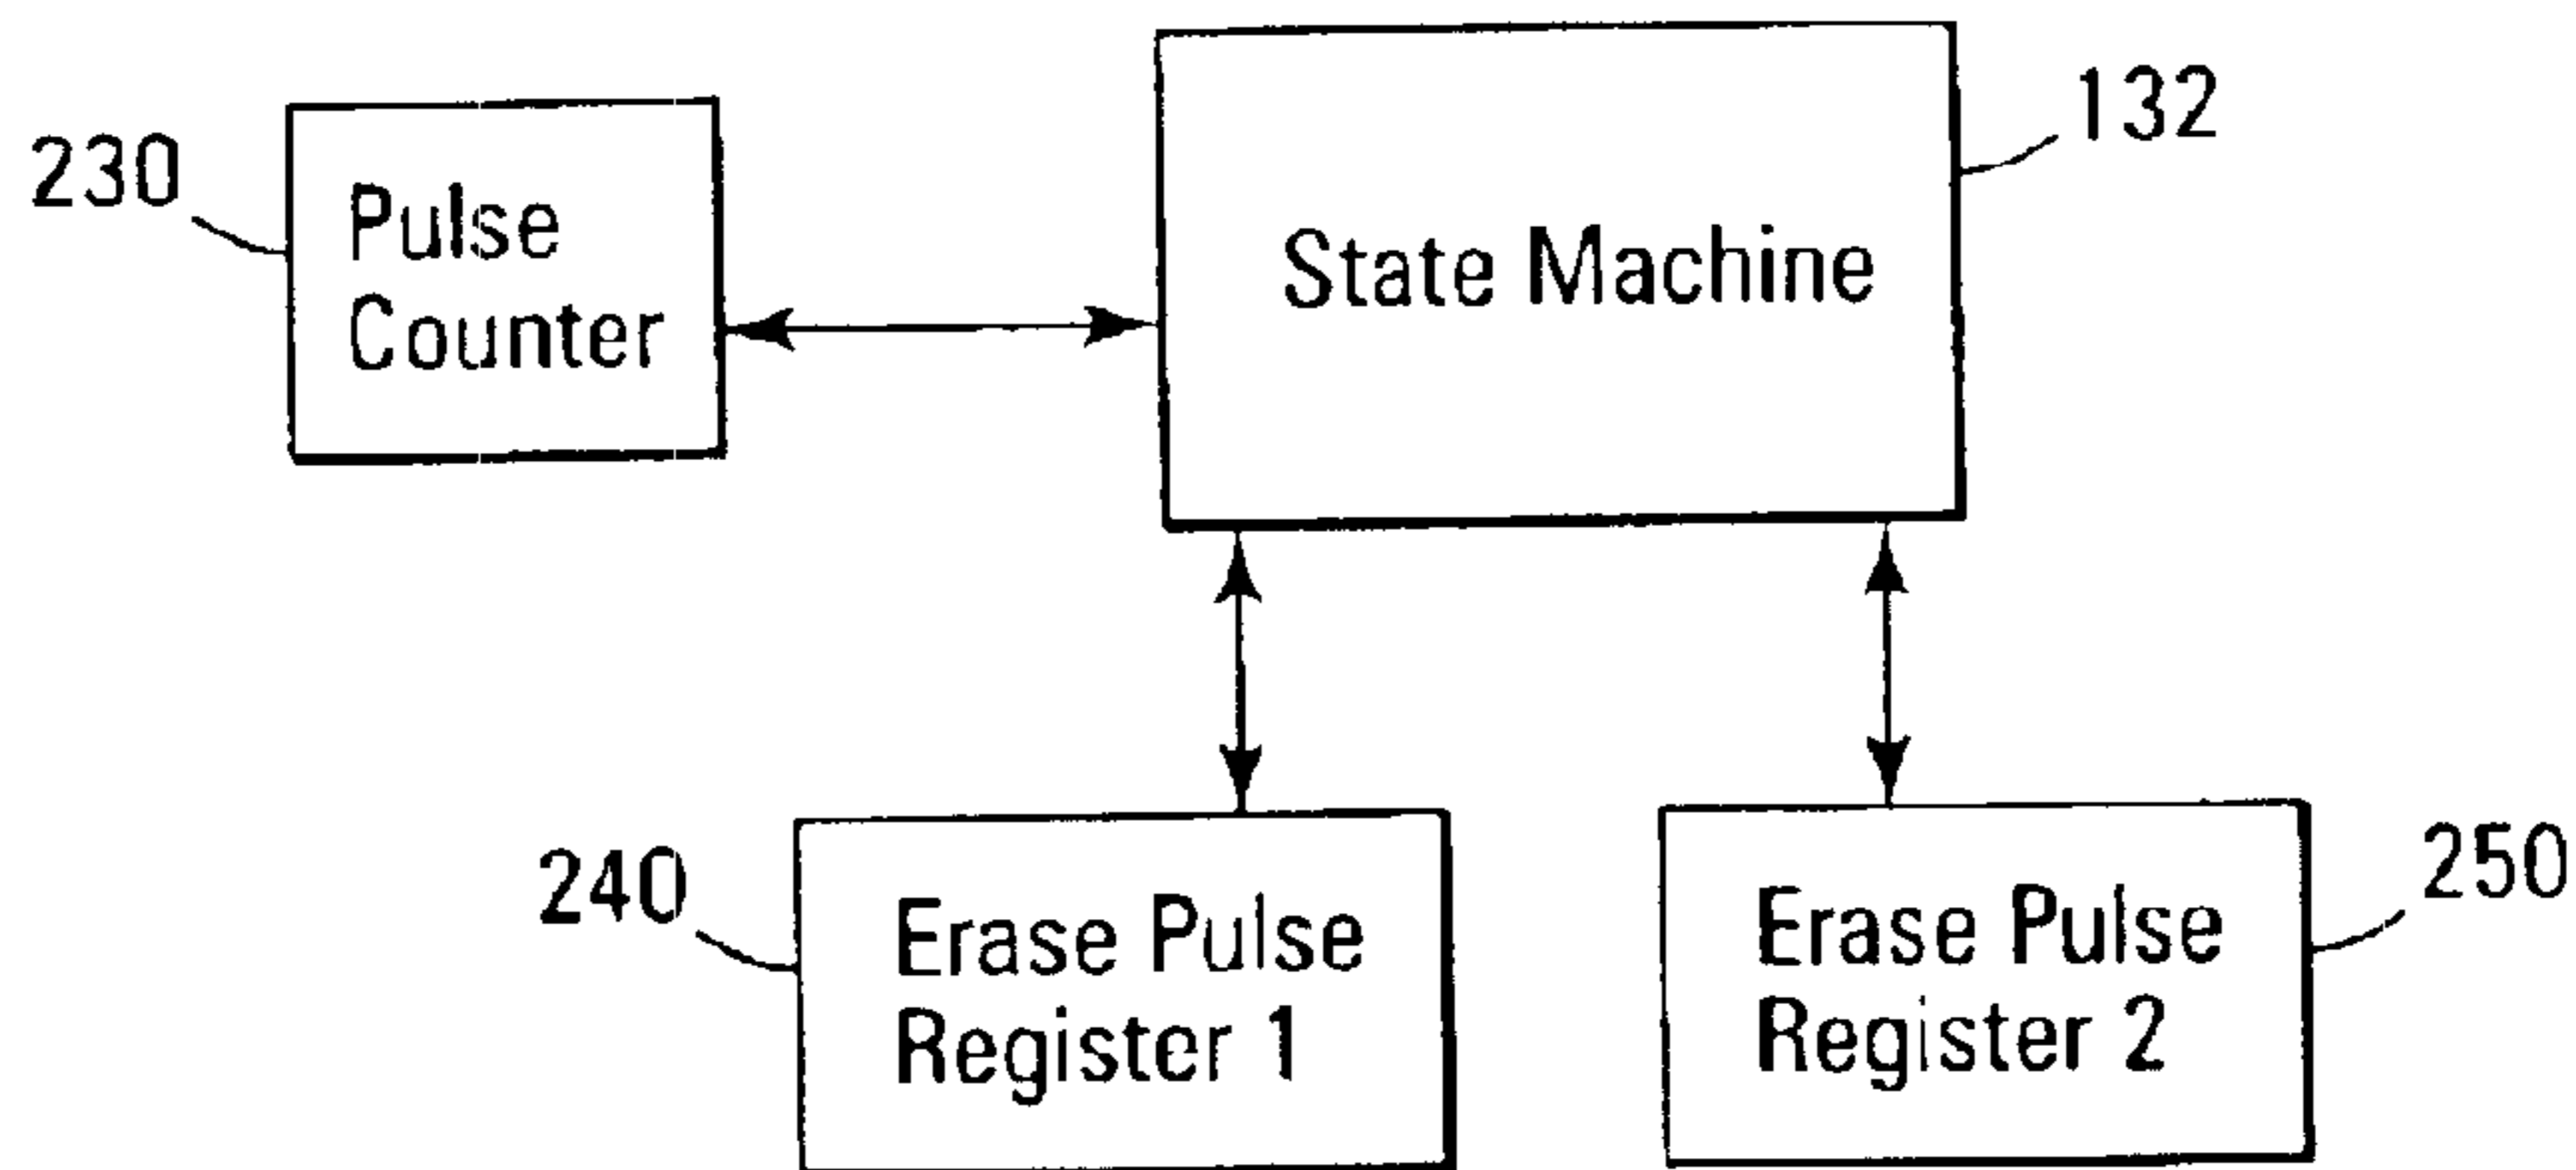 132
230
Pulse
Counter
State Machine
240
Erase Pulse
Register 1
Erase Pulse
Register 2
250